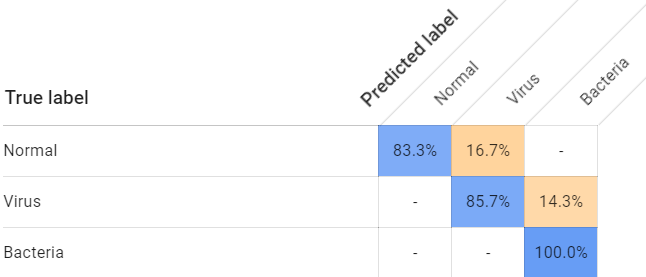 Predicted label
Normal
Virus
Bacteria
True label
Normal 83.3% 16.7% -
Virus - 85.7% 14.3%
Bacteria - - 100.0%